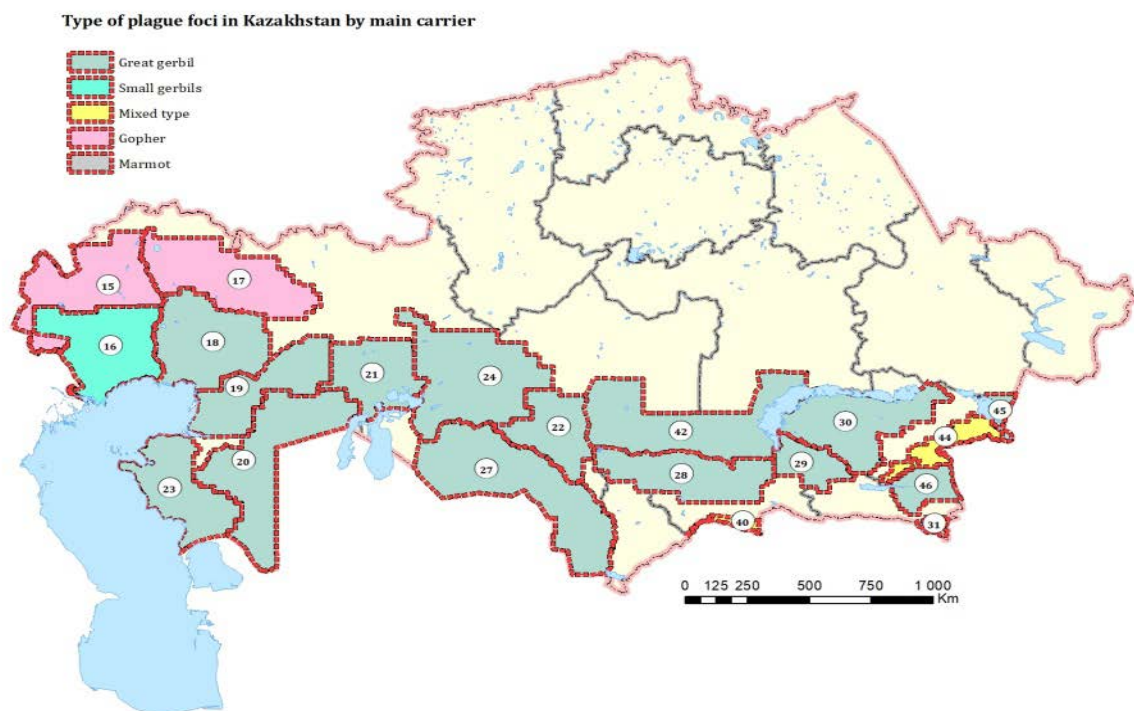 Type of plague foci in Kazakhstan by main carrier
Great gerbil
Small gerbils
Mixed type
Gopher
Marmot
17
15
18
16
21
24
19
45
30
22
42
44
20
29
27
28
46
23
40
31
0 125 250 500 750 1 000
Km